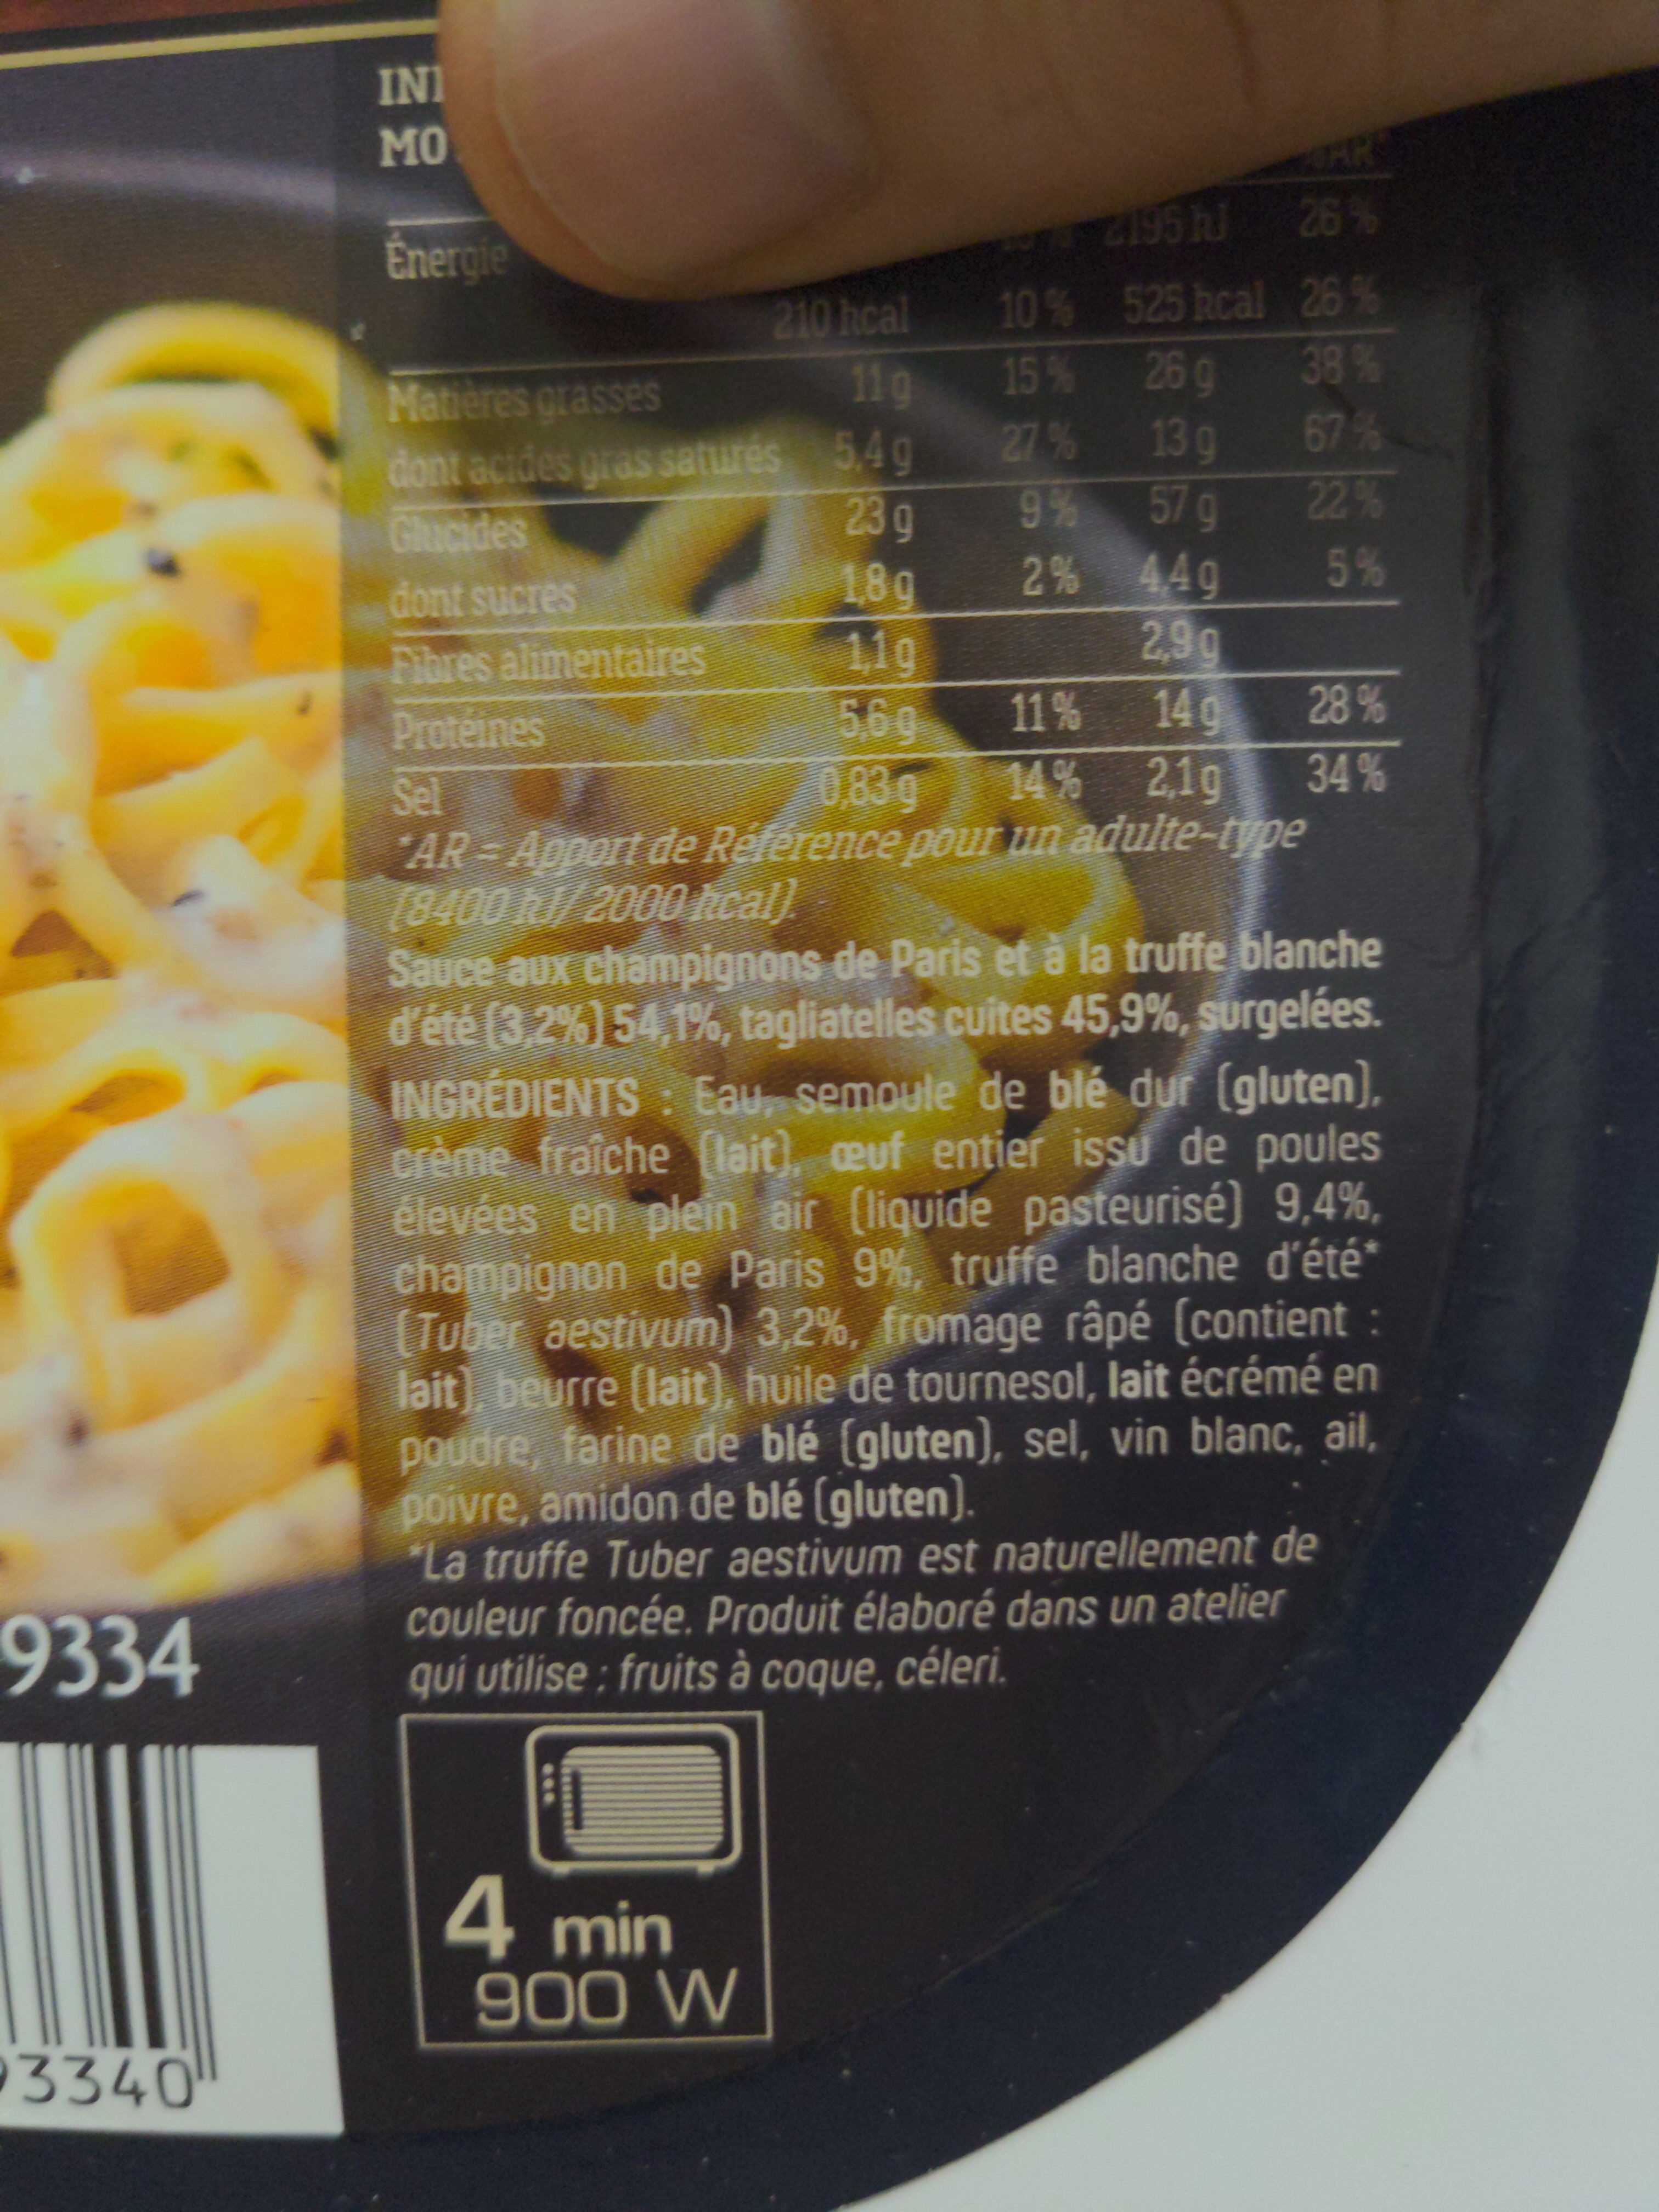 Énergie 2195 kJ 26 %
210 kcal 10 % 525 kcal 26 %
Matières grasses 11 g 15 % 26 g 38 %
dont acides gras saturés 5,4 g 27 % 13 g 67 %
Glucides 23 g 9 % 57 g 22 %
dont sucres 1,8 g 2 % 4,4 g 5 %
Fibres alimentaires 1,1 g 2,9 g
Protéines 5,6 g 11 % 14 g 28 %
Sel 0,83 g 14 % 2,1 g 34 %
*AR = Apport de Référence pour un adulte-type
(8400 kJ/ 2000 kcal).
Sauce aux champignons de Paris et à la truffe blanche
d'été (3,2%) 54,1%, tagliatelles cuites 45,9%, surgelées.
INGRÉDIENTS : Eau, semoule de blé dur (gluten),
crème fraîche (lait), œuf entier issu de poules
élevées en plein air (liquide pasteurisé) 9,4%,
champignon de Paris 9%, truffe blanche d'été*
(Tuber aestivum) 3,2%, fromage râpé (contient :
lait), beurre (lait), huile de tournesol, lait écrémé en
poudre, farine de blé (gluten), sel, vin blanc, ail,
poivre, amidon de blé (gluten).
*La truffe Tuber aestivum est naturellement de
couleur foncée. Produit élaboré dans un atelier
qui utilise : fruits à coque, céleri.
4 min
900 W
9334
93340